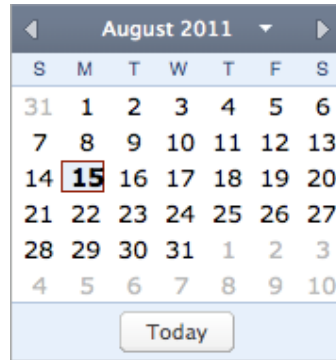 August 2011
S M T W T F S
31 1 2 3 4 5 6
7 8 9 10 11 12 13
14 15 16 17 18 19 20
21 22 23 24 25 26 27
28 29 30 31 1 2 3
4 5 6 7 8 9 10
Today